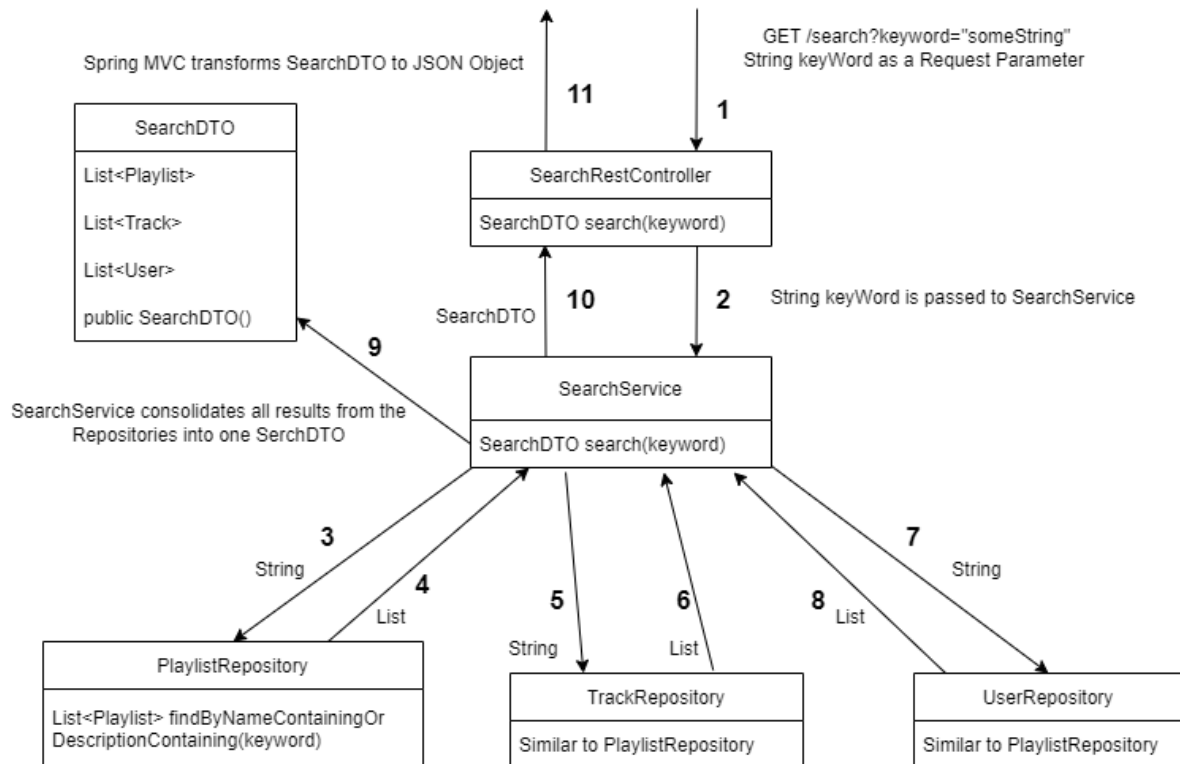 GET /search?keyword="someString"
String keyWord as a Request Parameter
Spring MVC transforms SearchDTO to JSON Object
11
1
SearchDTO
List<Playlist>
List<Track>
List<User>
public SearchDTO()
SearchRestController
SearchDTO search(keyword)
10
2
String keyWord is passed to SearchService
SearchDTO
9
SearchService
SearchDTO search(keyword)
SearchService consolidates all results from the
Repositories into one SerchDTO
3
String
4
List
5
String
6
List
8
List
7
String
PlaylistRepository
List<Playlist> findByNameContainingOr
DescriptionContaining(keyword)
TrackRepository
Similar to PlaylistRepository
UserRepository
Similar to PlaylistRepository